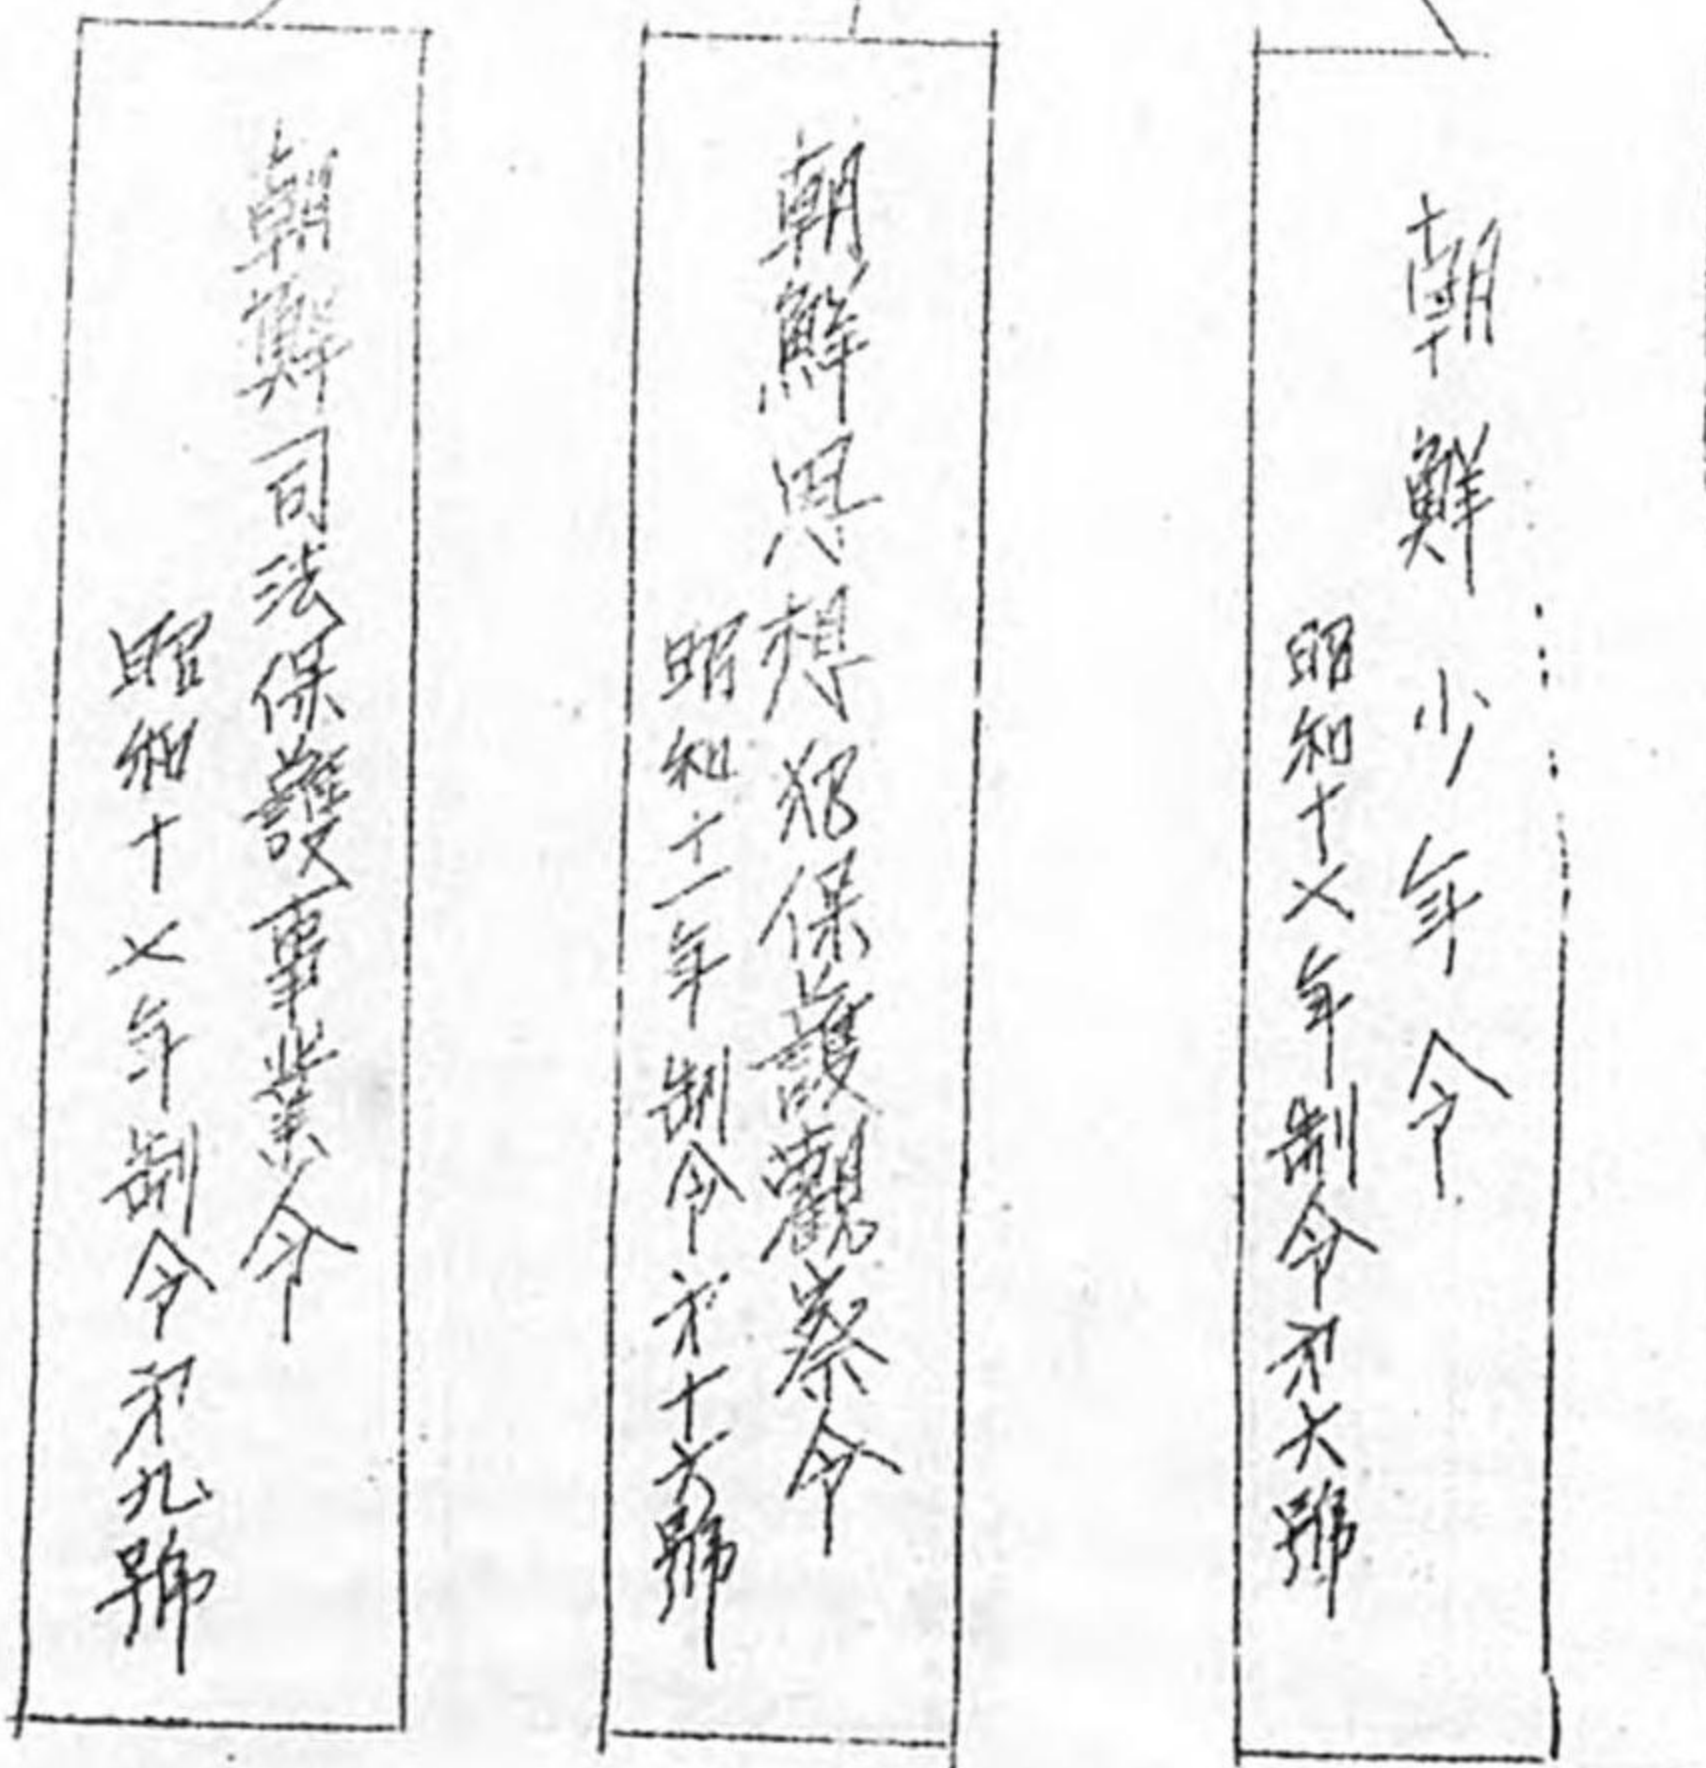 朝鮮少年令
昭和十七年制令第六號
朝鮮思想犯保護觀察令
昭和十一年制令第十六號
朝鮮司法保護事業令
昭和十七年制令第九號